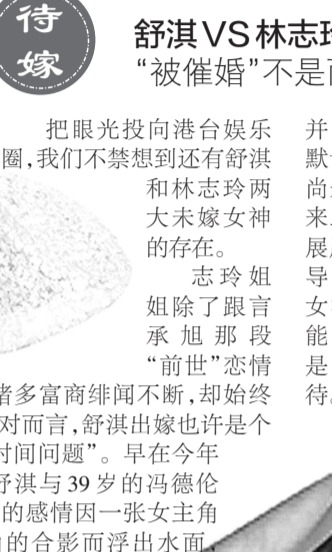 待
嫁
舒淇VS林志玲
“被催婚”不是
把眼光投向港台娱乐
圈,我们不禁想到还有舒淇
和林志玲两
大未嫁女神
的存在。
志玲姐
姐除了跟言
承旭那段
“前世”恋情
诸多富商绯闻不断,却始终
对而言,舒淇出嫁也许是个
时间问题”。早在今年
舒淇与39岁的冯德伦
的感情因一张女主角
的合影而浮出水面,
并
默
尚
来
展
导
女
能
是
待